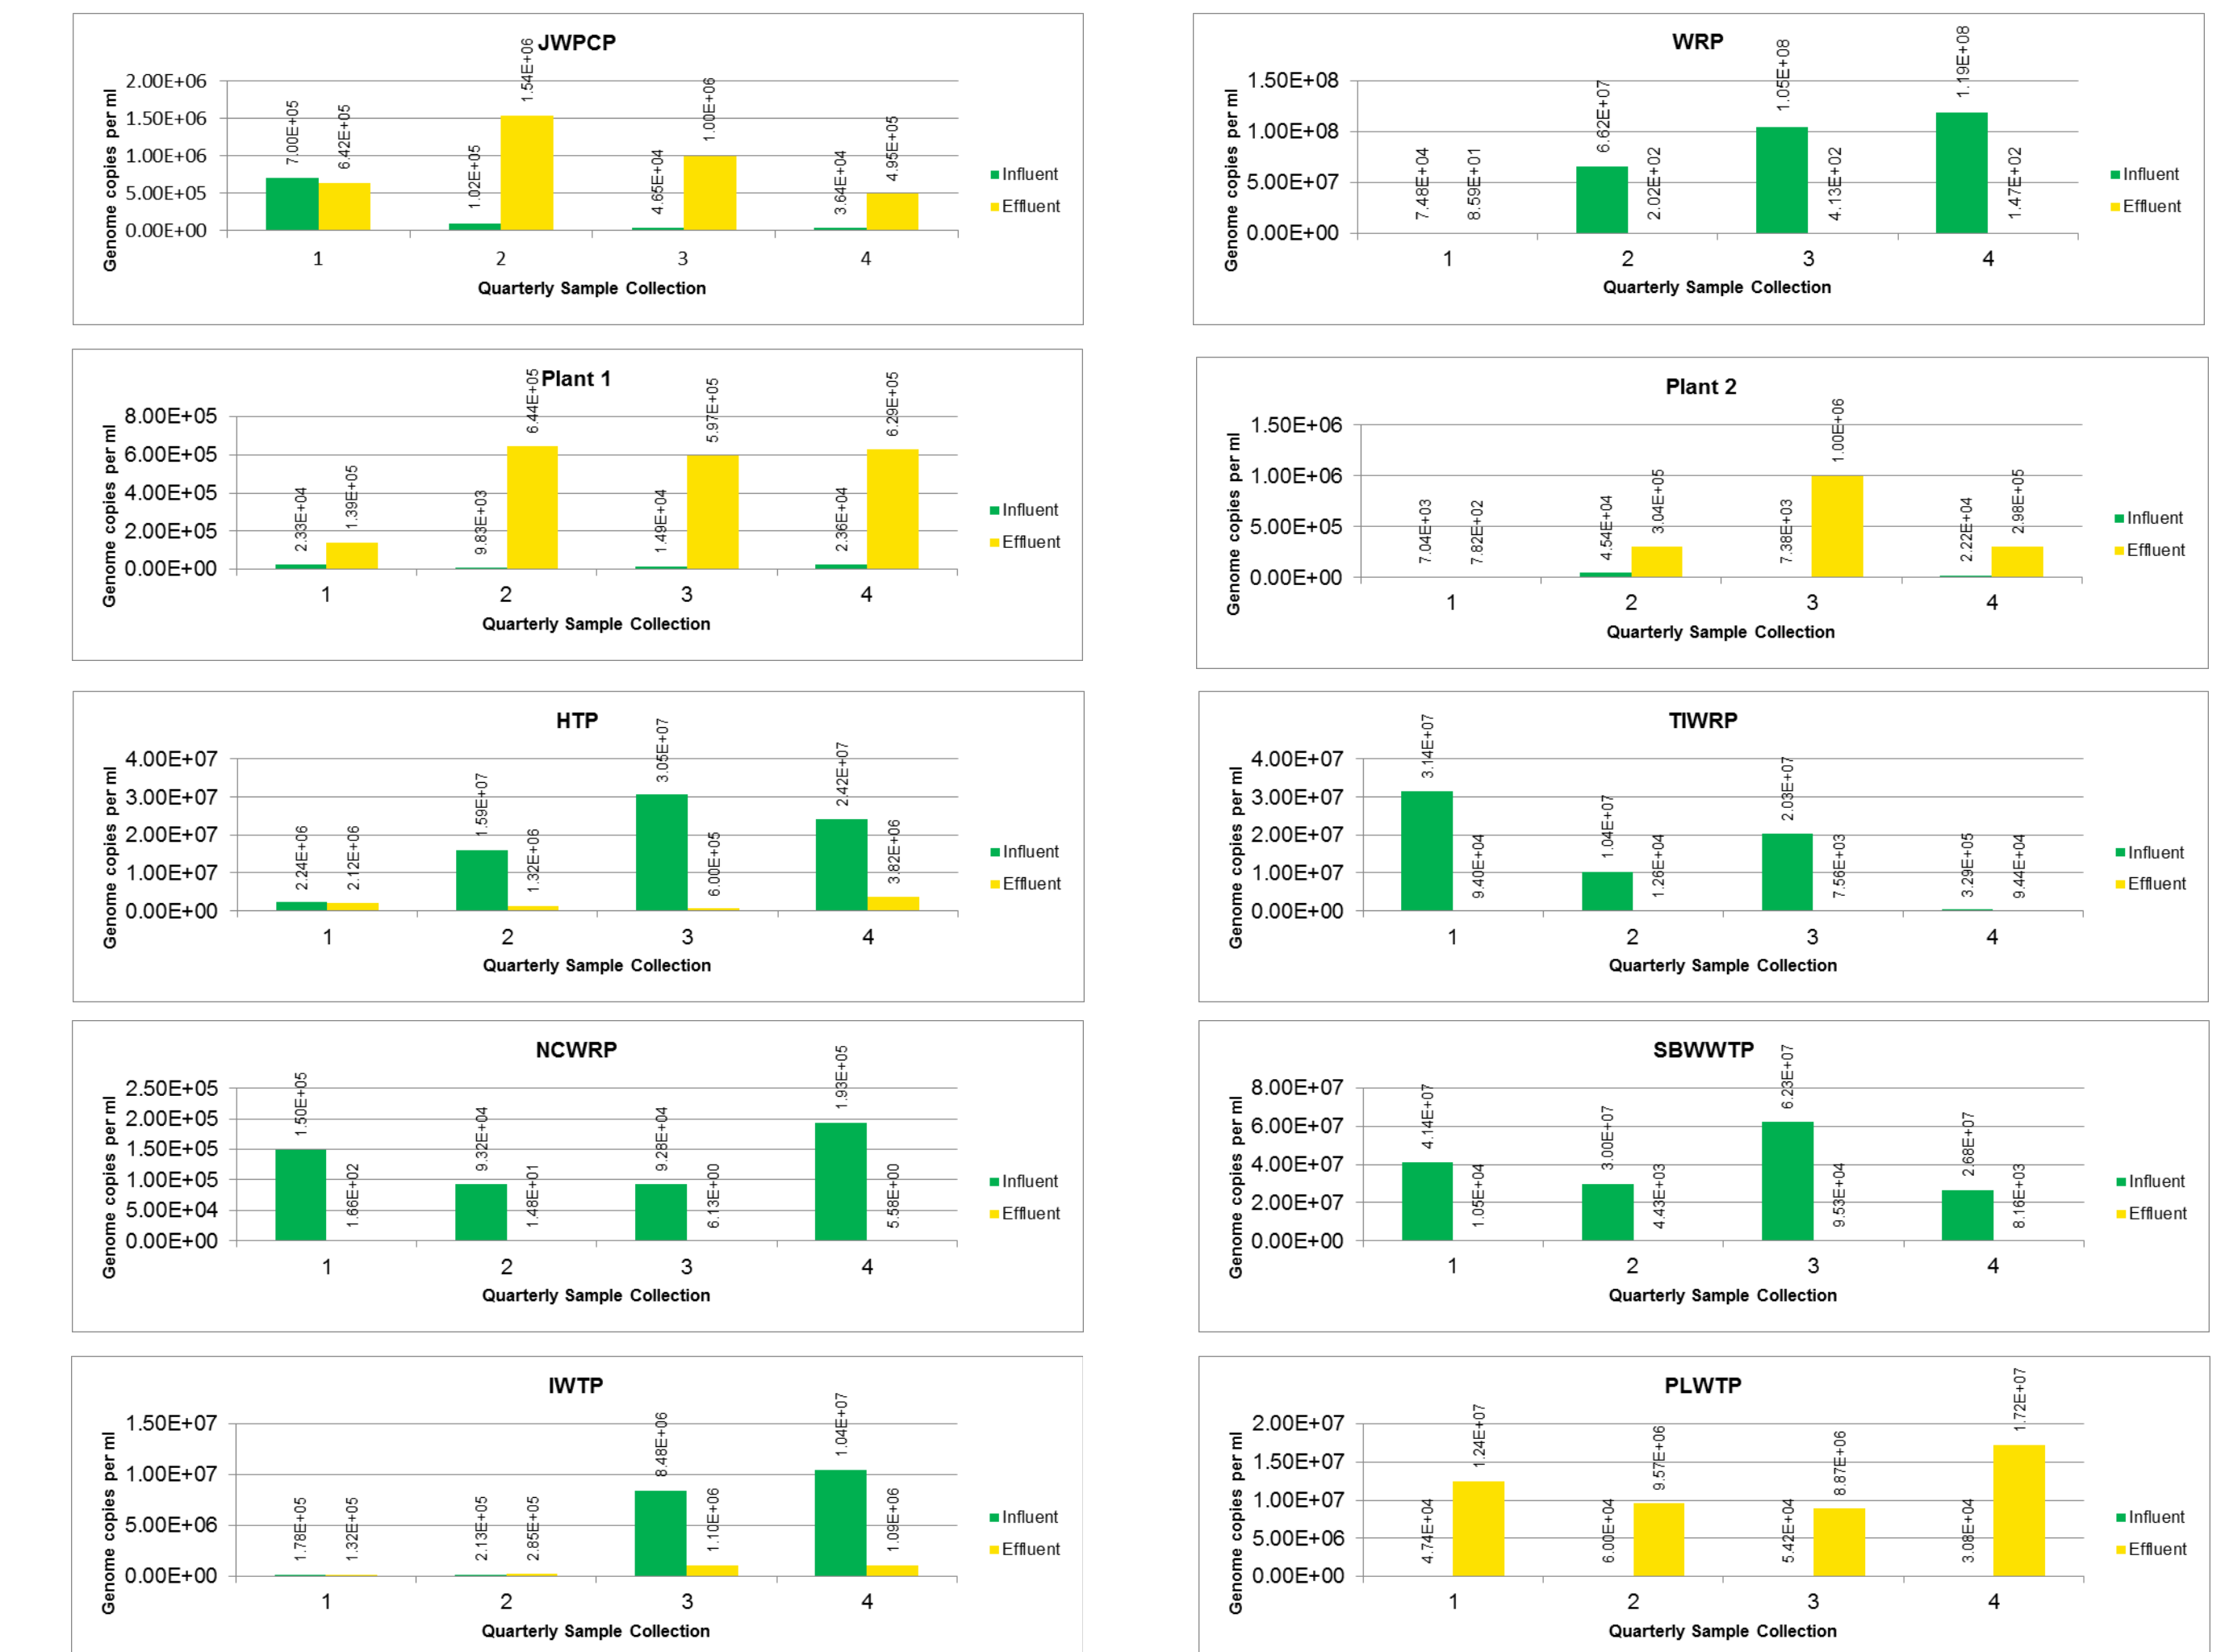 JWPCP
Genome copies per ml
2.00E+06
1.50E+06
1.00E+06
5.00E+05
0.00E+00
7.00E+05
6.42E+05
1.02E+05
1.54E+06
4.65E+04
1.00E+06
3.64E+04
4.95E+05
1 2 3 4
Quarterly Sample Collection
Influent
Effluent
WRP
Genome copies per ml
1.50E+08
1.00E+08
5.00E+07
0.00E+00
7.48E+04
8.59E+01
6.62E+07
2.02E+02
1.05E+08
4.13E+02
1.19E+08
1.47E+02
1 2 3 4
Quarterly Sample Collection
Influent
Effluent
Plant 1
Genome copies per ml
8.00E+05
6.00E+05
4.00E+05
2.00E+05
0.00E+00
2.33E+04
1.39E+05
9.83E+03
6.44E+05
1.49E+04
5.97E+05
2.36E+04
6.29E+05
1 2 3 4
Quarterly Sample Collection
Influent
Effluent
Plant 2
Genome copies per ml
1.50E+06
1.00E+06
5.00E+05
0.00E+00
7.04E+03
7.82E+02
4.54E+04
3.04E+05
7.38E+03
1.00E+06
2.22E+04
2.98E+05
1 2 3 4
Quarterly Sample Collection
Influent
Effluent
HTP
Genome copies per ml
4.00E+07
3.00E+07
2.00E+07
1.00E+07
0.00E+00
2.24E+06
2.12E+06
1.59E+07
1.32E+06
3.05E+07
6.00E+05
2.42E+07
3.82E+06
1 2 3 4
Quarterly Sample Collection
Influent
Effluent
TIWRP
Genome copies per ml
4.00E+07
3.00E+07
2.00E+07
1.00E+07
0.00E+00
3.14E+07
9.40E+04
1.04E+07
1.26E+04
2.03E+07
7.56E+03
3.29E+05
9.44E+04
1 2 3 4
Quarterly Sample Collection
Influent
Effluent
NCWRP
Genome copies per ml
2.50E+05
2.00E+05
1.50E+05
1.00E+05
5.00E+04
0.00E+00
1.50E+05
1.66E+02
9.32E+04
1.48E+01
9.28E+04
6.13E+00
1.93E+05
5.58E+00
1 2 3 4
Quarterly Sample Collection
Influent
Effluent
SBWWTP
Genome copies per ml
8.00E+07
6.00E+07
4.00E+07
2.00E+07
0.00E+00
4.14E+07
1.05E+04
3.00E+07
4.43E+03
6.23E+07
9.53E+04
2.68E+07
8.16E+03
1 2 3 4
Quarterly Sample Collection
Influent
Effluent
IWTP
Genome copies per ml
1.50E+07
1.00E+07
5.00E+06
0.00E+00
1.78E+05
1.32E+05
2.13E+05
2.85E+05
8.48E+06
1.10E+06
1.04E+07
1.09E+06
1 2 3 4
Quarterly Sample Collection
Influent
Effluent
PLWTP
Genome copies per ml
2.00E+07
1.50E+07
1.00E+07
5.00E+06
0.00E+00
4.74E+04
1.24E+07
6.00E+04
9.57E+06
5.42E+04
8.87E+06
3.08E+04
1.72E+07
1 2 3 4
Quarterly Sample Collection
Influent
Effluent